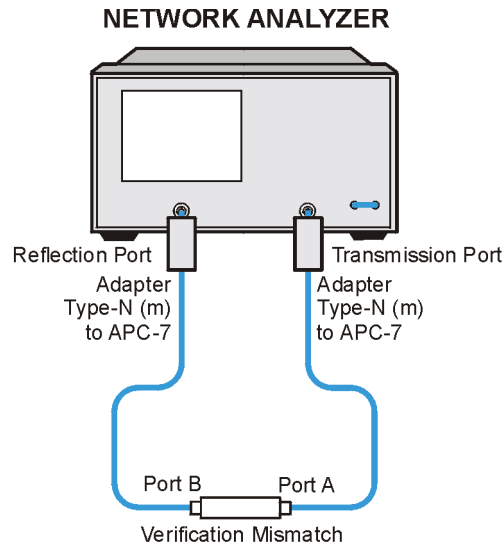 NETWORK ANALYZER
Reflection Port
Transmission Port
Adapter
Type-N (m)
to APC-7
Adapter
Type-N (m)
to APC-7
Port B
Port A
Verification Mismatch